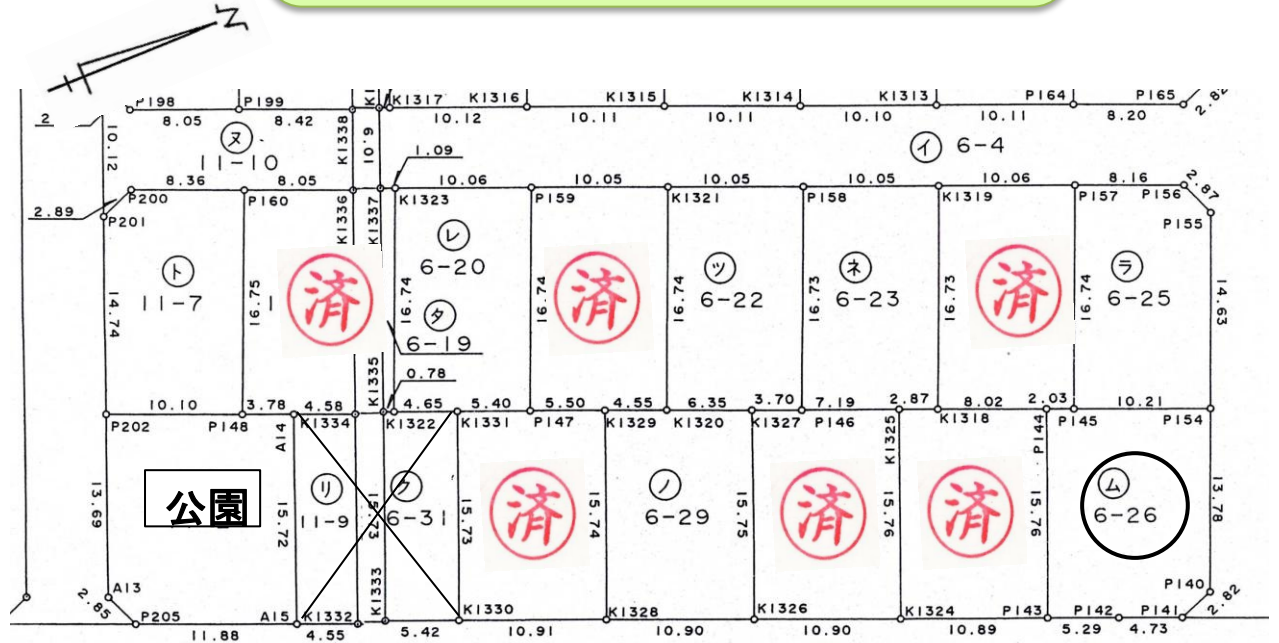 N
P198 P199 K1317 K1316 K1315 K1314 K1313 P164 P165
2 8.05 8.42 10.12 10.11 10.11 10.10 10.11 8.20 2.82
10.12 ヌ K1338 6.01 1.09 イ 6-4
11-10
8.36 8.05 10.06 10.05 10.05 10.05 10.06 8.16 2.87
2.89 P200 P160 K1336 K1337 K1323 P159 K1321 P158 K1319 P157 P156
P201 P155
レ
6-20
ト 済 済 ツ ネ 済 ラ
11-7 6-22 6-23 6-25
14.74 16.75 16.74 16.74 16.74 16.73 16.73 16.74 14.63
タ
6-19
K1335 0.78
10.10 3.78 4.58 4.65 5.40 5.50 4.55 6.35 3.70 7.19 2.87 8.02 2.03 10.21
P202 P148 A14 K1334 K1322 K1331 P147 K1329 K1320 K1327 P146 K1325 K1318 P144 P145 P154
公園 リ ク 済 ノ 済 済 ム
11-9 6-31 6-29 6-26
13.69 15.72 15.73 15.73 15.74 15.75 15.76 15.76 13.78
A13 K1333 P140
2.85 P205 A15 K1332 K1330 K1328 K1326 K1324 P143 P142 P141 2.82
11.88 4.55 5.42 10.91 10.90 10.90 10.89 5.29 4.73